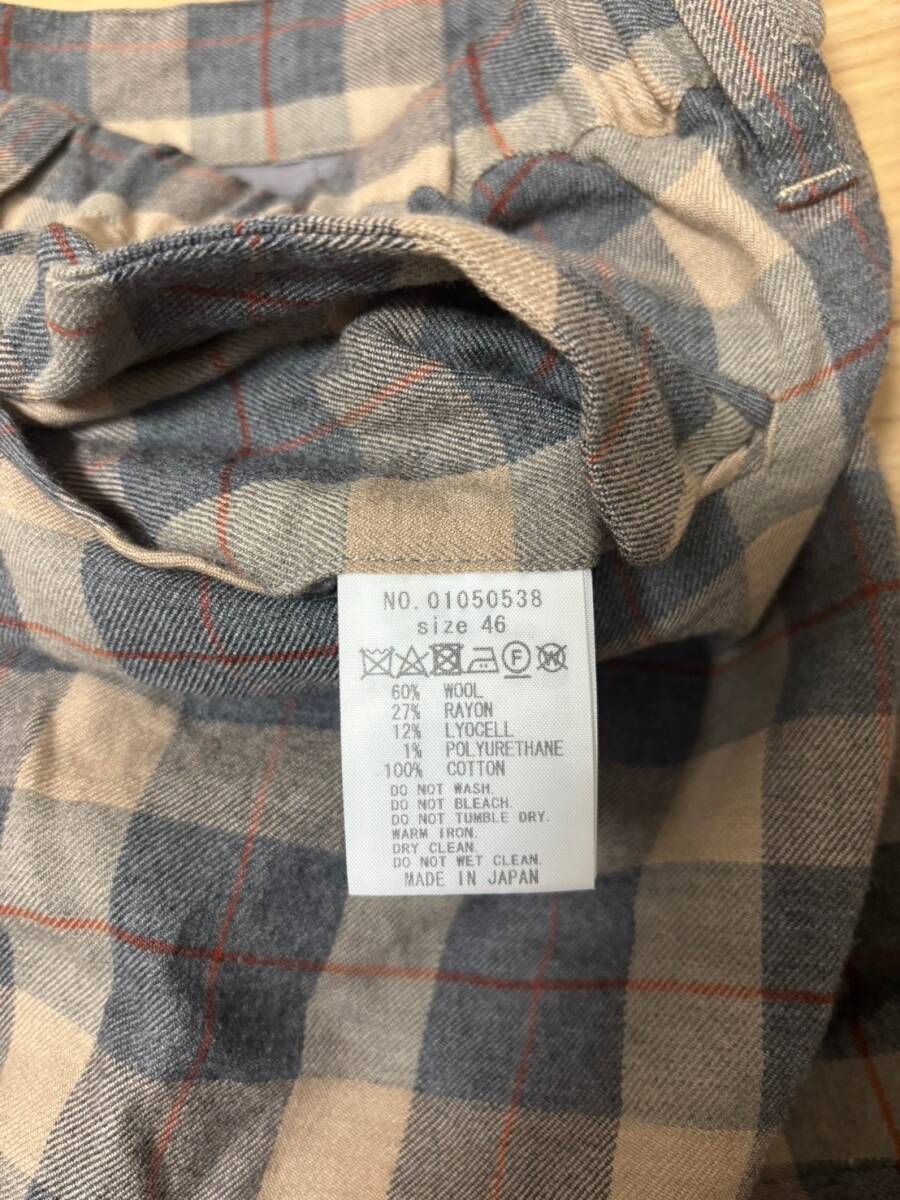 NO. 01050538
size 46
F W
60% WOOL
27% RAYON
12% LYOCELL
1% POLYURETHANE
100% COTTON
DO NOT WASH.
DO NOT BLEACH.
DO NOT TUMBLE DRY.
WARM IRON.
DRY CLEAN.
DO NOT WET CLEAN.
MADE IN JAPAN